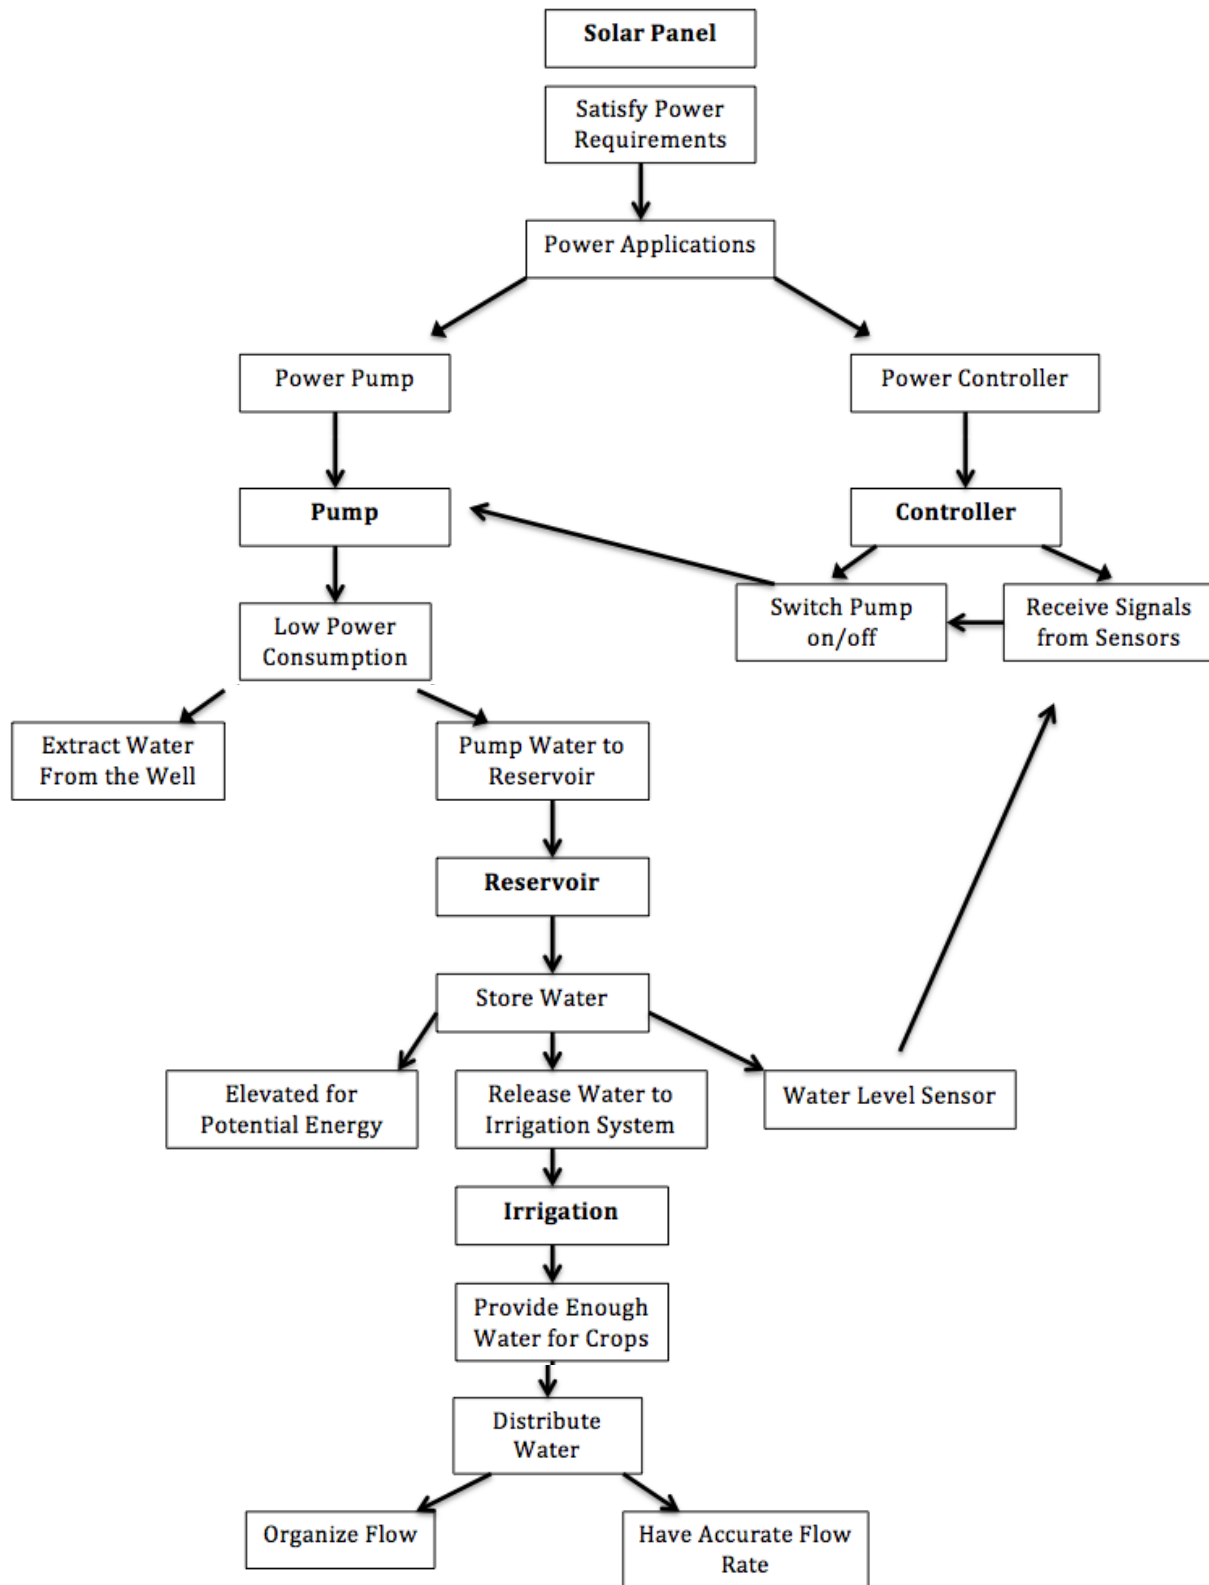 Solar Panel
Satisfy Power
Requirements
Power Applications
Power Pump
Power Controller
Pump
Controller
Low Power
Consumption
Switch Pump
on/off
Receive Signals
from Sensors
Extract Water
From the Well
Pump Water to
Reservoir
Reservoir
Store Water
Elevated for
Potential Energy
Release Water to
Irrigation System
Water Level Sensor
Irrigation
Provide Enough
Water for Crops
Distribute
Water
Organize Flow
Have Accurate Flow
Rate